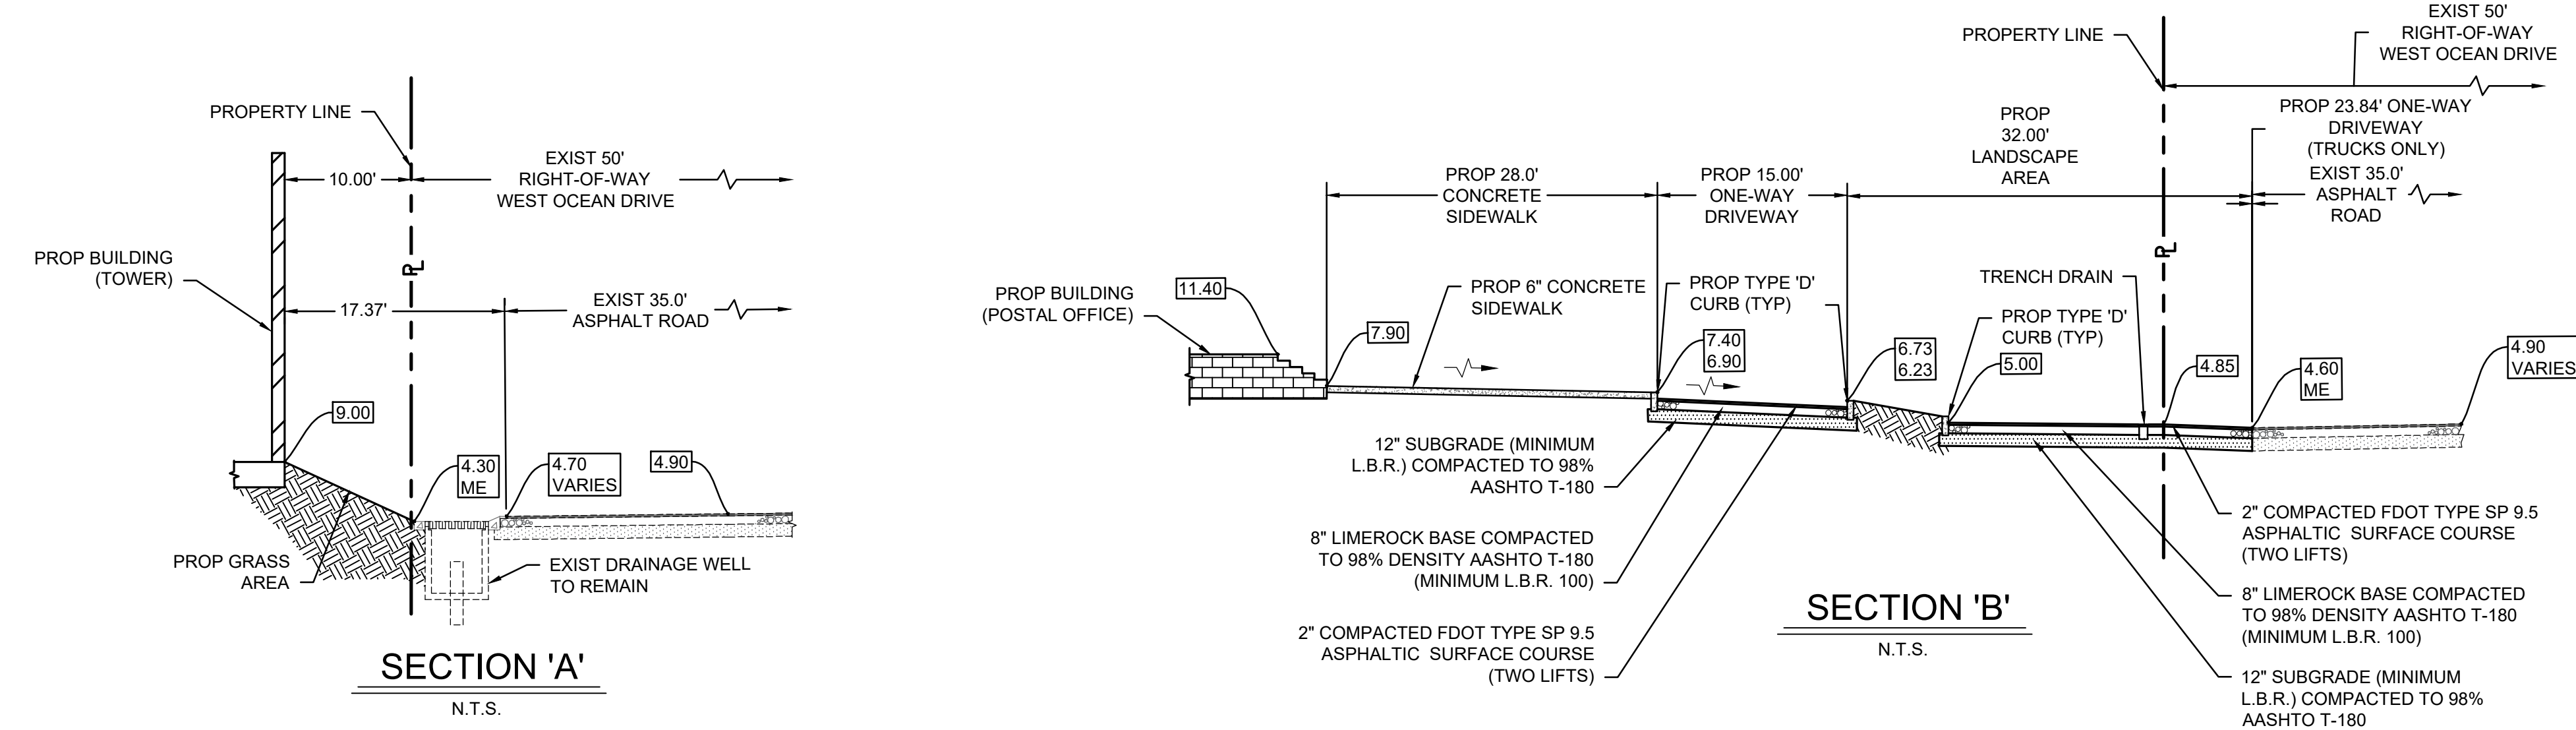 PROPERTY LINE
10.00'
EXIST 50'
RIGHT-OF-WAY
WEST OCEAN DRIVE
PROP BUILDING
(TOWER)
PL
17.37'
EXIST 35.0'
ASPHALT ROAD
9.00
4.30
ME
4.70
VARIES
4.90
PROP GRASS
AREA
EXIST DRAINAGE WELL
TO REMAIN
SECTION 'A'
N.T.S.
PROPERTY LINE
EXIST 50'
RIGHT-OF-WAY
WEST OCEAN DRIVE
PROP 28.0'
CONCRETE
SIDEWALK
PROP 15.00'
ONE-WAY
DRIVEWAY
PROP
32.00'
LANDSCAPE
AREA
PROP 23.84' ONE-WAY
DRIVEWAY
(TRUCKS ONLY)
EXIST 35.0'
ASPHALT
ROAD
PL
PROP BUILDING
(POSTAL OFFICE)
11.40
7.90
PROP 6" CONCRETE
SIDEWALK
PROP TYPE 'D'
CURB (TYP)
7.40
6.90
6.73
6.23
TRENCH DRAIN
PROP TYPE 'D'
CURB (TYP)
5.00
4.85
4.60
ME
4.90
VARIES
12" SUBGRADE (MINIMUM
L.B.R.) COMPACTED TO 98%
AASHTO T-180
8" LIMEROCK BASE COMPACTED
TO 98% DENSITY AASHTO T-180
(MINIMUM L.B.R. 100)
2" COMPACTED FDOT TYPE SP 9.5
ASPHALTIC SURFACE COURSE
(TWO LIFTS)
SECTION 'B'
N.T.S.
2" COMPACTED FDOT TYPE SP 9.5
ASPHALTIC SURFACE COURSE
(TWO LIFTS)
8" LIMEROCK BASE COMPACTED
TO 98% DENSITY AASHTO T-180
(MINIMUM L.B.R. 100)
12" SUBGRADE (MINIMUM
L.B.R.) COMPACTED TO 98%
AASHTO T-180